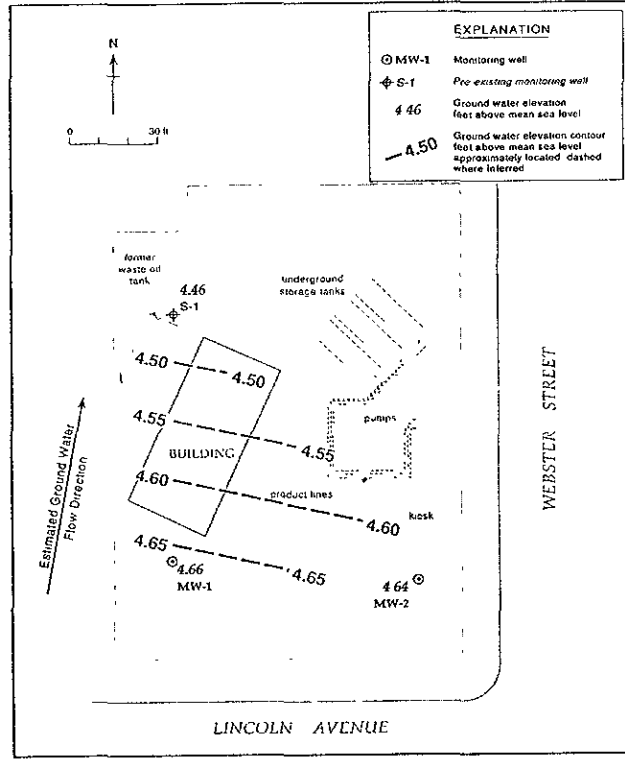 EXPLANATION
MW-1 Monitoring well
S-1 Pre existing monitoring well
4 46 Ground water elevation
feet above mean sea level
4.50 Ground water elevation contour
feet above mean sea level
approximately located dashed
where inferred
N
0 30 ft
former
waste oil
tank
4.46
S-1
underground
storage tanks
4.50
4.50
4.55
4.55
pumps
BUILDING
4.60
product lines
4.60
kiosk
4.65
4.65
4.66
MW-1
4 64
MW-2
Estimated Ground Water
Flow Direction
WEBSTER STREET
LINCOLN AVENUE